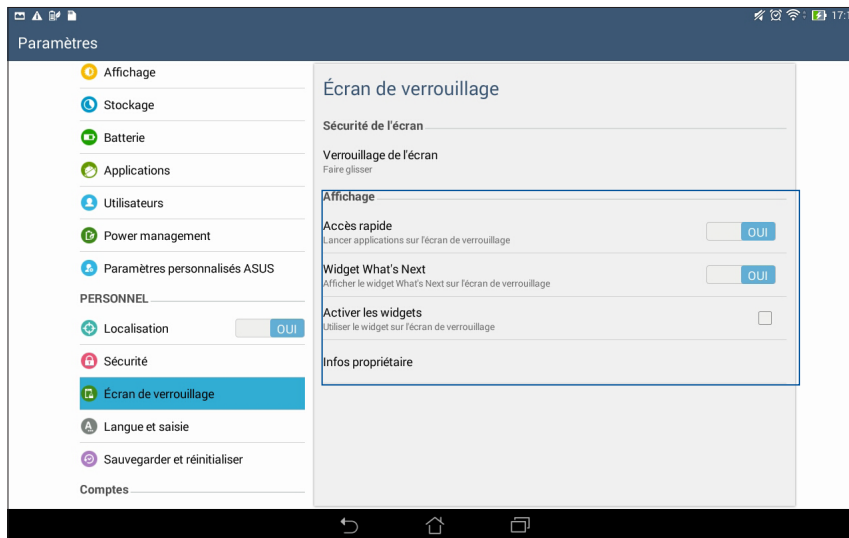 17:1
Paramètres
Affichage
Stockage
Batterie
Applications
Utilisateurs
Power management
Paramètres personnalisés ASUS
PERSONNEL
Localisation OUI
Sécurité
Écran de verrouillage
Langue et saisie
Sauvegarder et réinitialiser
Comptes
Écran de verrouillage
Sécurité de l'écran
Verrouillage de l'écran
Faire glisser
Affichage
Accès rapide
Lancer applications sur l'écran de verrouillage
OUI
Widget What's Next
Afficher le widget What's Next sur l'écran de verrouillage
OUI
Activer les widgets
Utiliser le widget sur l'écran de verrouillage
Infos propriétaire